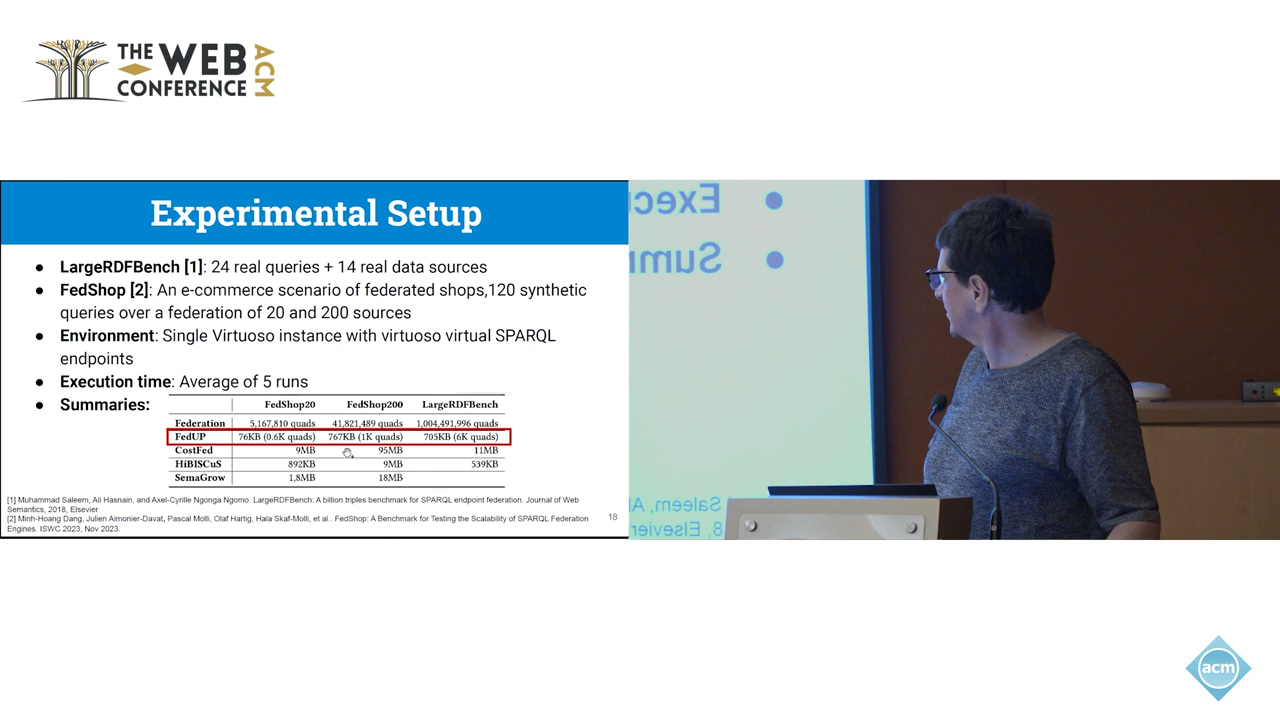 THE WEB CONFERENCE ACM
Experimental Setup
● LargeRDFBench [1]: 24 real queries + 14 real data sources
● FedShop [2]: An e-commerce scenario of federated shops,120 synthetic
queries over a federation of 20 and 200 sources
● Environment: Single Virtuoso instance with virtuoso virtual SPARQL
endpoints
● Execution time: Average of 5 runs
● Summaries:
FedShop20 FedShop200 LargeRDFBench
Federation 5,167,810 quads 41,821,489 quads 1,004,491,996 quads
FedUP 76KB (0.6K quads) 767KB (1K quads) 705KB (6K quads)
CostFed 9MB 95MB 11MB
HiBISCuS 892KB 9MB 539KB
SemaGrow 1,8MB 18MB
[1] Muhammad Saleem, Ali Hasnain, and Axel-Cyrille Ngonga Ngomo. LargeRDFBench: A billion triples benchmark for SPARQL endpoint federation. Journal of Web
Semantics, 2018, Elsevier
[2] Minh-Hoang Dang, Julien Aimonier-Davat, Pascal Molli, Olaf Hartig, Hala Skaf-Molli, et al.. FedShop: A Benchmark for Testing the Scalability of SPARQL Federation
Engines. ISWC 2023, Nov 2023.
18
Execu
Summ
Saleem, Al
8, Elsevier
acm